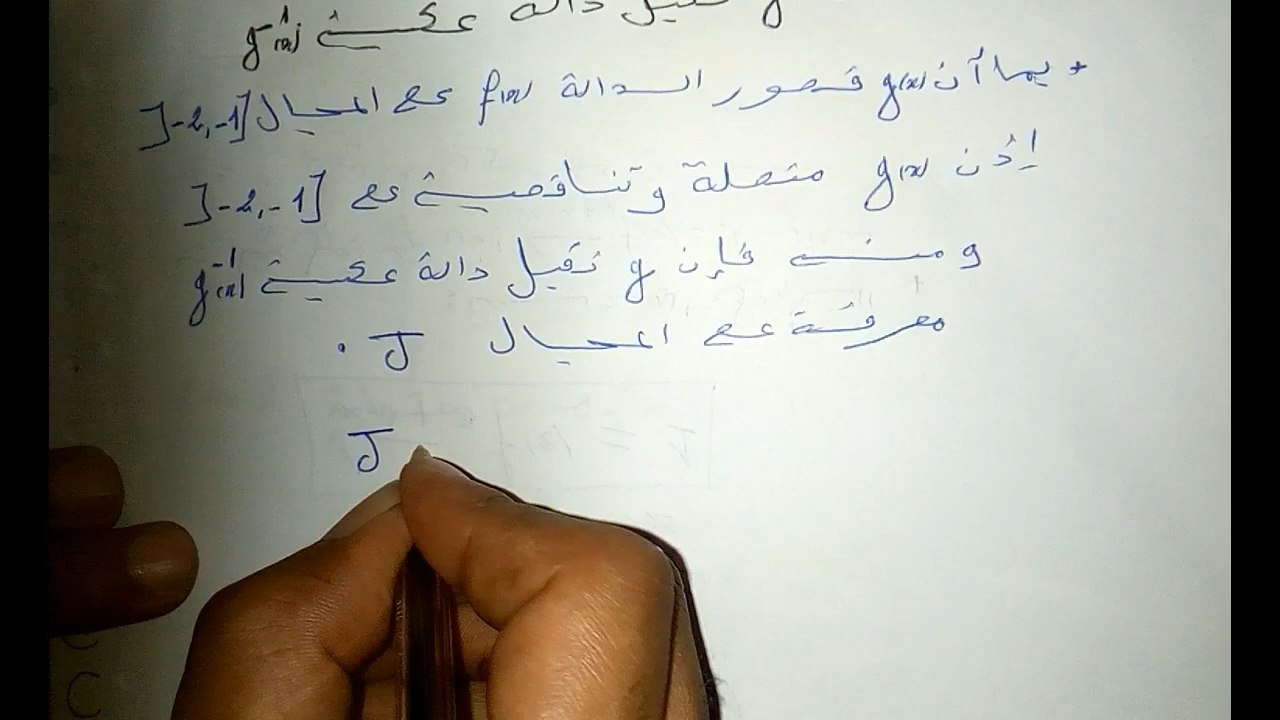 g تقبل دالة عكسية g⁻¹(x)
* بما أن g(x) قصور الدالة f(x) على المجال ]-2,-1]
إذن g(x) متصلة وتناقصية على ]-2,-1]
ومنه فإن g تقبل دالة عكسية g⁻¹(x)
معرفة على المجال J .
J